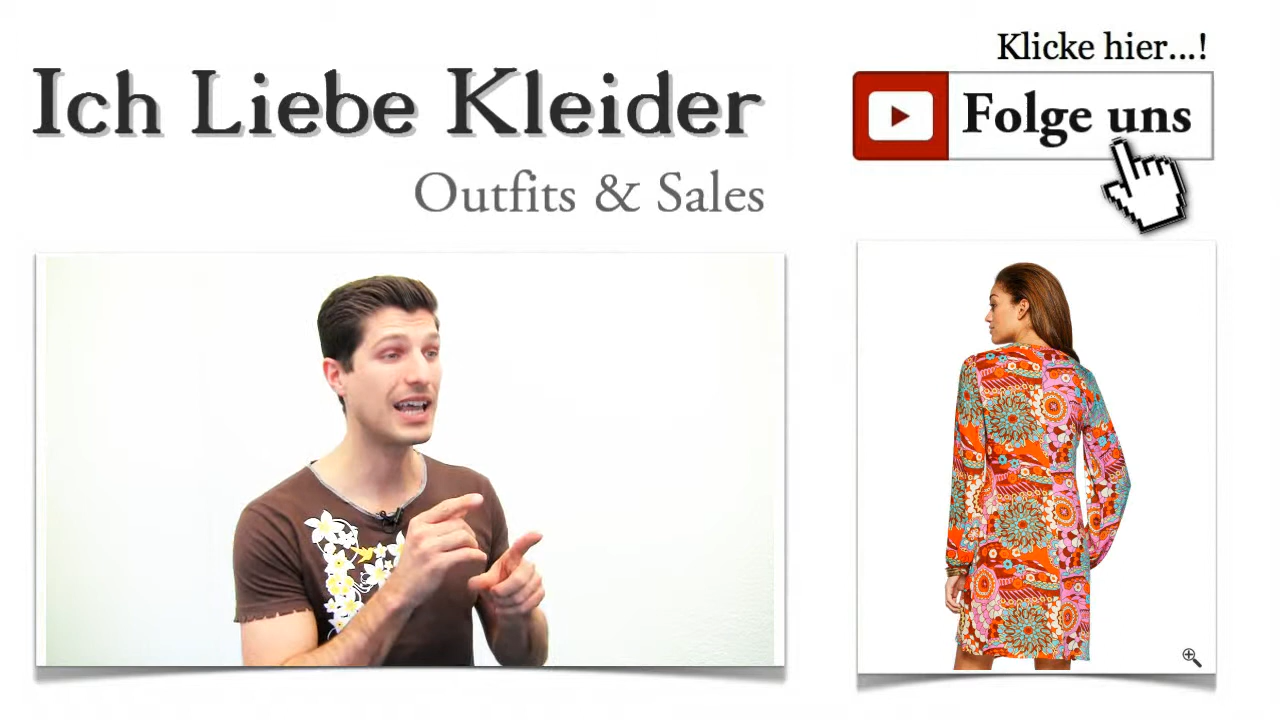 Ich Liebe Kleider
Outfits & Sales
Klicke hier...!
Folge uns